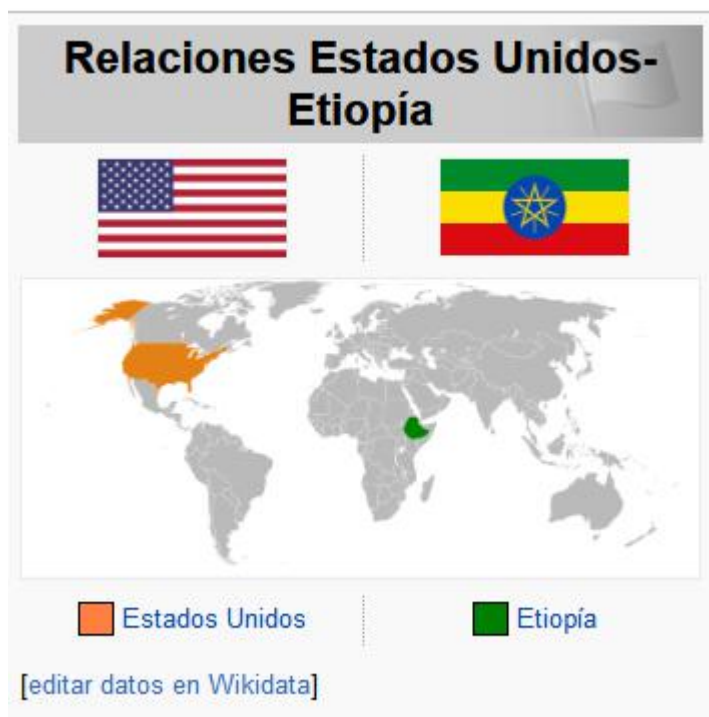 Relaciones Estados Unidos-
Etiopía
Estados Unidos
Etiopía
[editar datos en Wikidata]